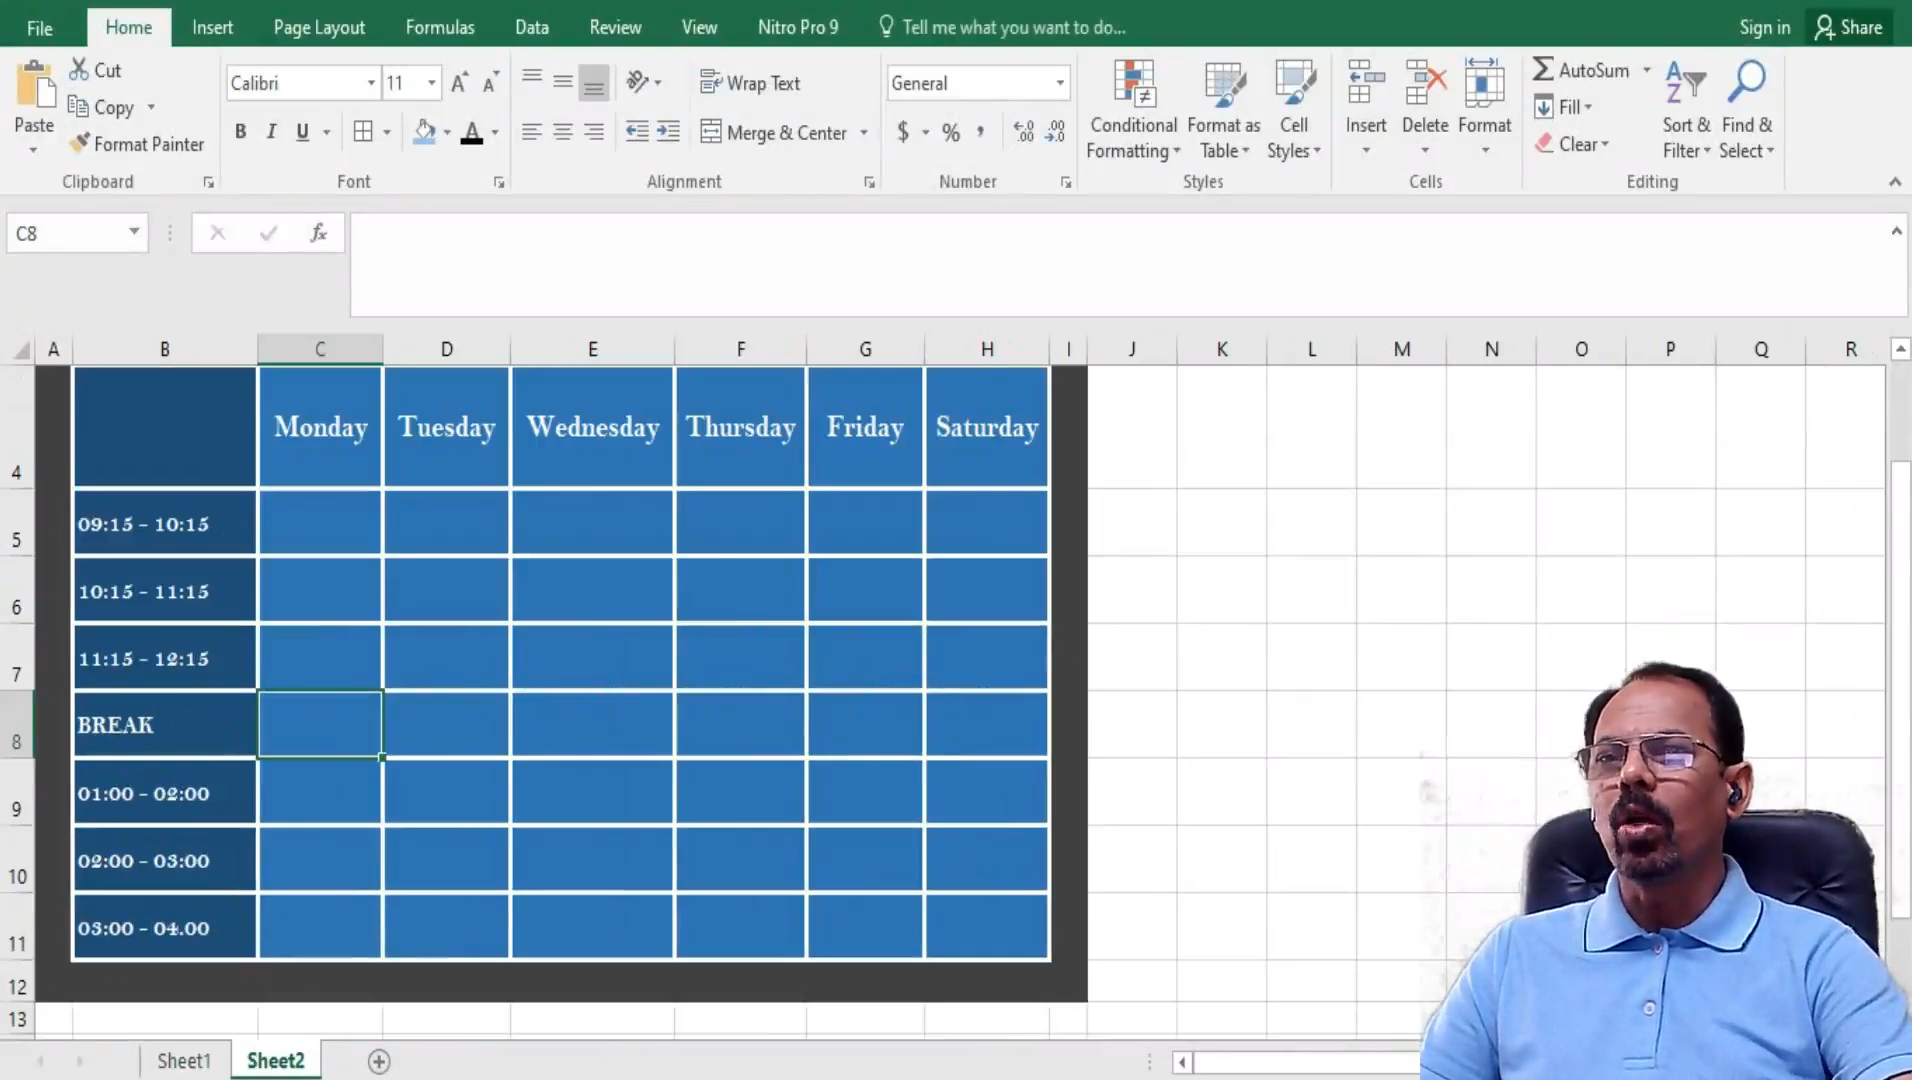 File Home Insert Page Layout Formulas Data Review View Nitro Pro 9 Tell me what you want to do... Sign in Share
Paste Cut Copy Format Painter Clipboard
Calibri 11 A A B I U A Font
Wrap Text Merge & Center Alignment
General $ % , .00 .0 Number
Conditional Formatting Format as Table Cell Styles Styles
Insert Delete Format Cells
AutoSum Fill Clear Sort & Filter Find & Select Editing
C8 fx
A B C D E F G H I J K L M N O P Q R
4 Monday Tuesday Wednesday Thursday Friday Saturday
5 09:15 - 10:15
6 10:15 - 11:15
7 11:15 - 12:15
8 BREAK
9 01:00 - 02:00
10 02:00 - 03:00
11 03:00 - 04.00
12
13
Sheet1 Sheet2